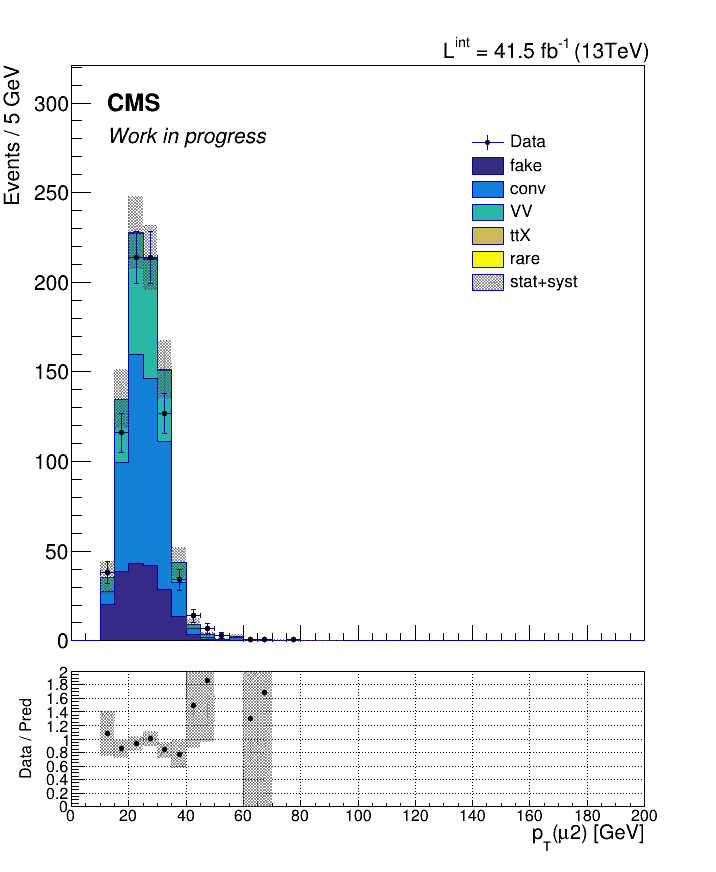 L^int = 41.5 fb^-1 (13TeV)
Events / 5 GeV
300
250
200
150
100
50
0
CMS
Work in progress
Data
fake
conv
VV
ttX
rare
stat+syst
Data / Pred
2
1.8
1.6
1.4
1.2
1
0.8
0.6
0.4
0.2
0
0 20 40 60 80 100 120 140 160 180 200
p_T(μ2) [GeV]